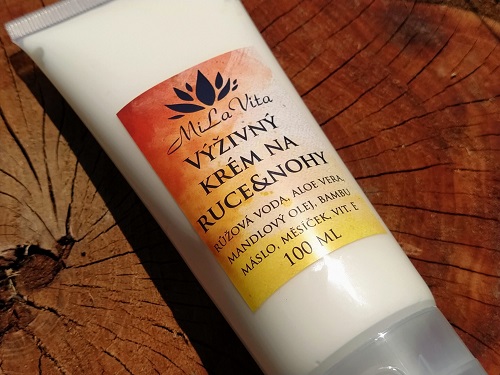 MiLaVita
VÝŽIVNÝ
KRÉM NA
RUCE&NOHY
RŮŽOVÁ VODA, ALOE VERA,
MANDLOVÝ OLEJ, BAMBU
MÁSLO, MĚSÍČEK, VIT. E
100 ML